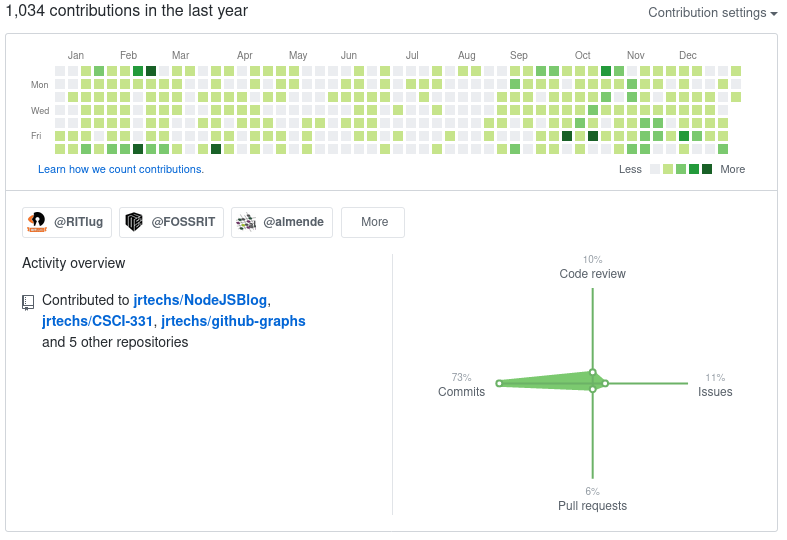 1,034 contributions in the last year
Contribution settings
Jan Feb Mar Apr May Jun Jul Aug Sep Oct Nov Dec
Mon
Wed
Fri
Learn how we count contributions.
Less More
@RITlug @FOSSRIT @almende More
Activity overview
Contributed to jrtechs/NodeJSBlog,
jrtechs/CSCI-331, jrtechs/github-graphs
and 5 other repositories
10%
Code review
73%
Commits
11%
Issues
6%
Pull requests